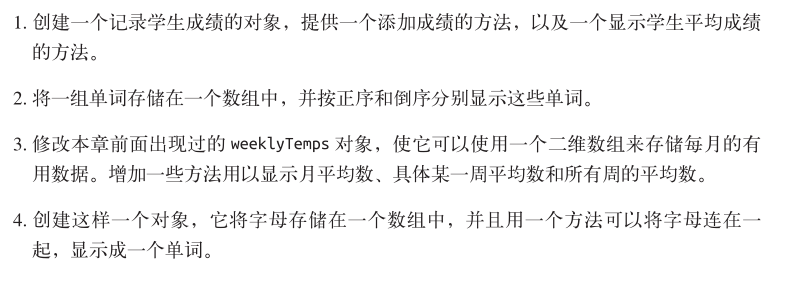 1. 创建一个记录学生成绩的对象，提供一个添加成绩的方法，以及一个显示学生平均成绩
的方法。
2. 将一组单词存储在一个数组中，并按正序和倒序分别显示这些单词。
3. 修改本章前面出现过的 weeklyTemps 对象，使它可以使用一个二维数组来存储每月的有
用数据。增加一些方法用以显示月平均数、具体某一周平均数和所有周的平均数。
4. 创建这样一个对象，它将字母存储在一个数组中，并且用一个方法可以将字母连在一
起，显示成一个单词。